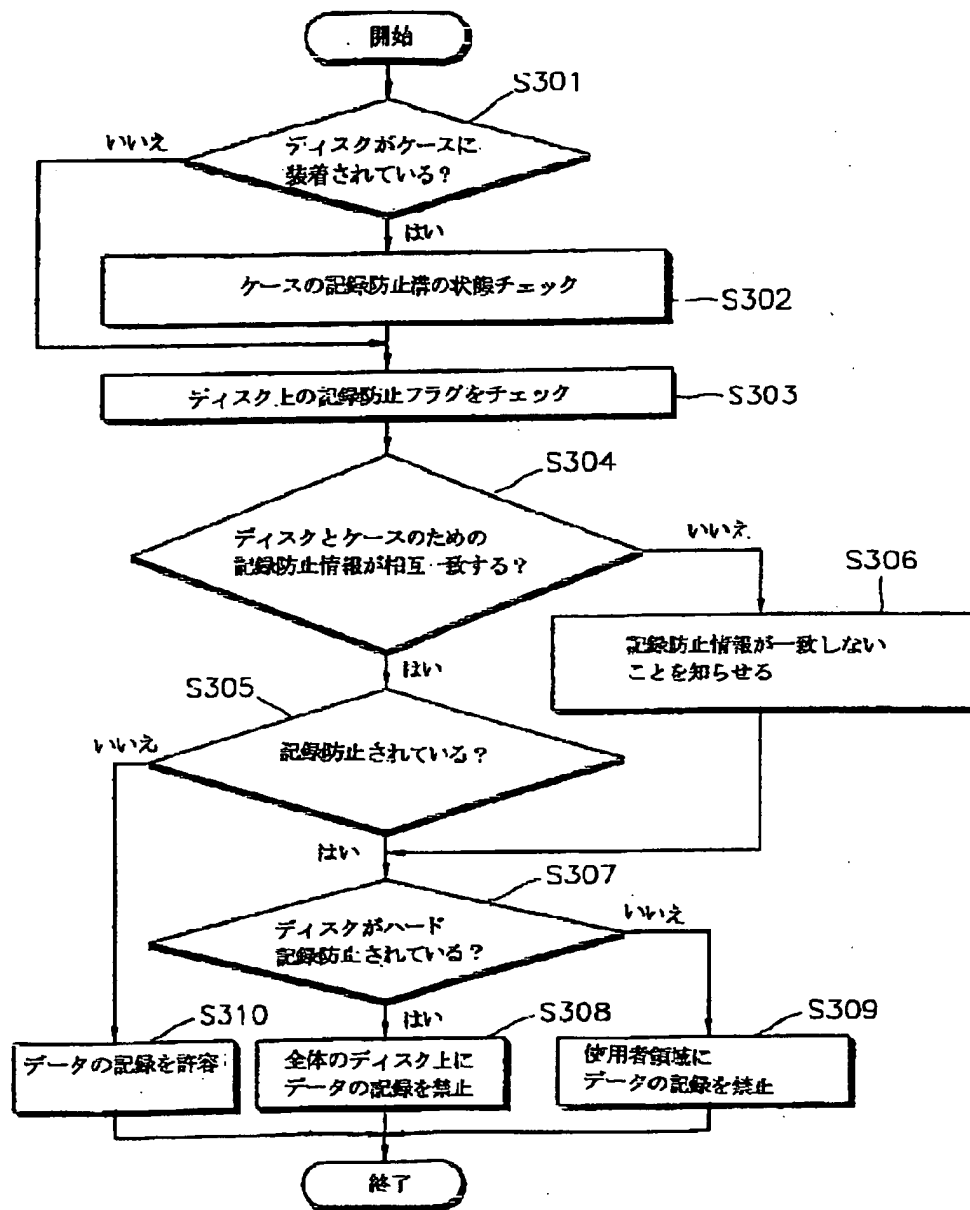 開始
S301
いいえ
ディスクがケースに
装着されている?
はい
ケースの記録防止溝の状態チェック
S302
ディスク上の記録防止フラグをチェック
S303
S304
ディスクとケースのための
記録防止情報が相互一致する?
いいえ
S306
記録防止情報が一致しない
ことを知らせる
はい
S305
いいえ
記録防止されている?
はい
S307
ディスクがハード
記録防止されている?
いいえ
はい
S310
データの記録を許容
S308
全体のディスク上に
データの記録を禁止
S309
使用者領域に
データの記録を禁止
終了